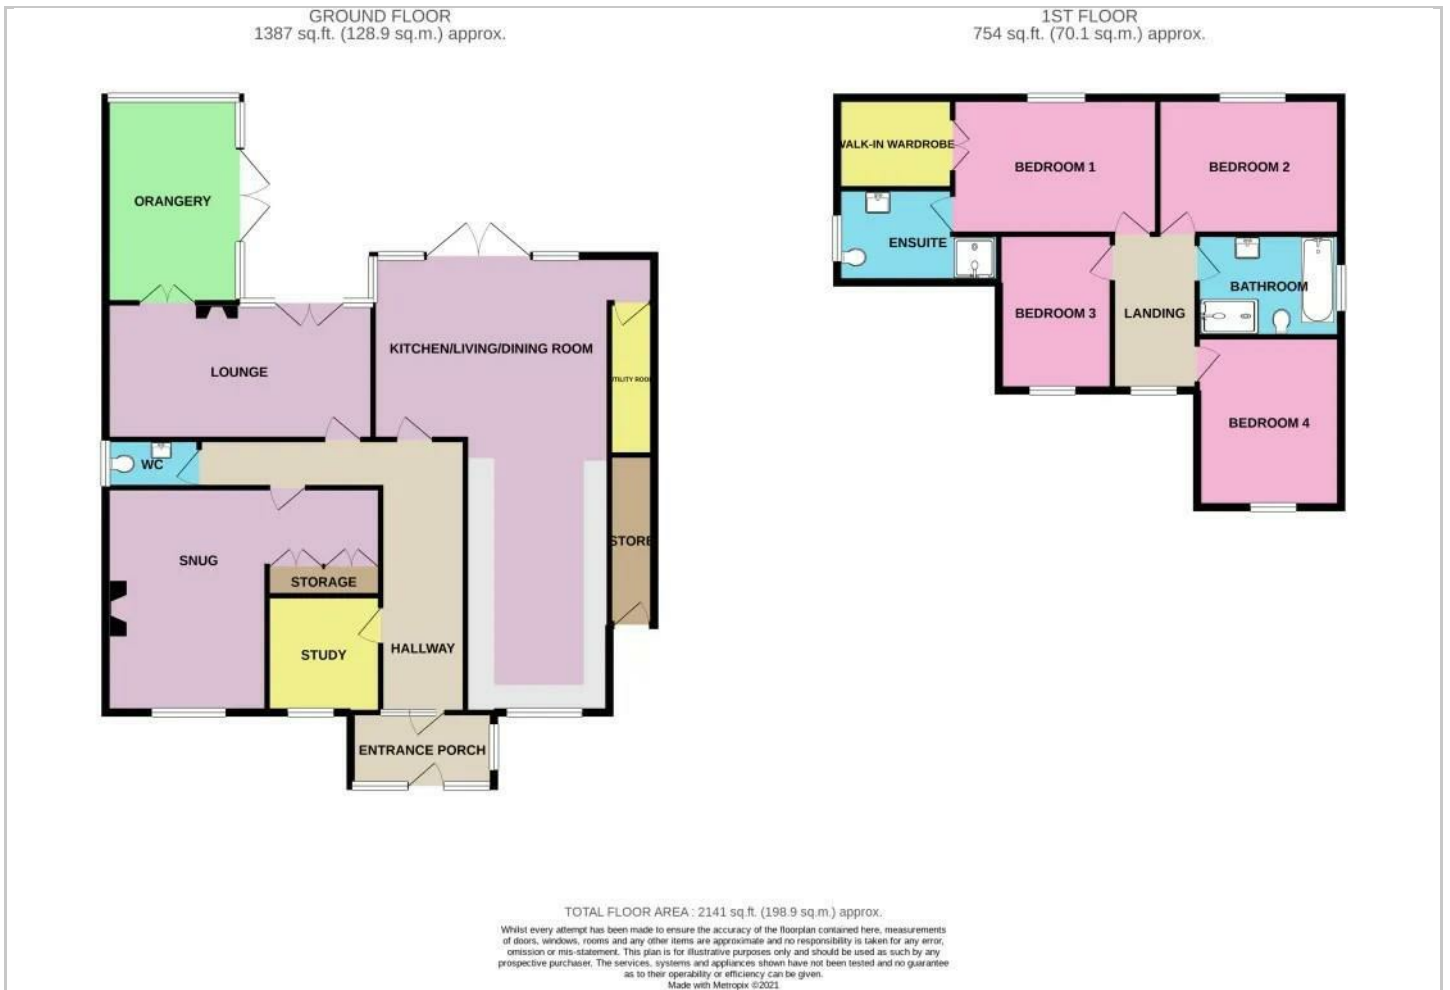 GROUND FLOOR
1387 sq.ft. (128.9 sq.m.) approx.
1ST FLOOR
754 sq.ft. (70.1 sq.m.) approx.
ORANGERY
LOUNGE
KITCHEN/LIVING/DINING ROOM
TILITY ROO
WC
SNUG
STORAGE
STORE
STUDY
HALLWAY
ENTRANCE PORCH
WALK-IN WARDROBE
BEDROOM 1
BEDROOM 2
ENSUITE
BATHROOM
BEDROOM 3
LANDING
BEDROOM 4
TOTAL FLOOR AREA : 2141 sq.ft. (198.9 sq.m.) approx.
Whilst every attempt has been made to ensure the accuracy of the floorplan contained here, measurements
of doors, windows, rooms and any other items are approximate and no responsibility is taken for any error,
omission or mis-statement. This plan is for illustrative purposes only and should be used as such by any
prospective purchaser. The services, systems and appliances shown have not been tested and no guarantee
as to their operability or efficiency can be given.
Made with Metropix ©2021